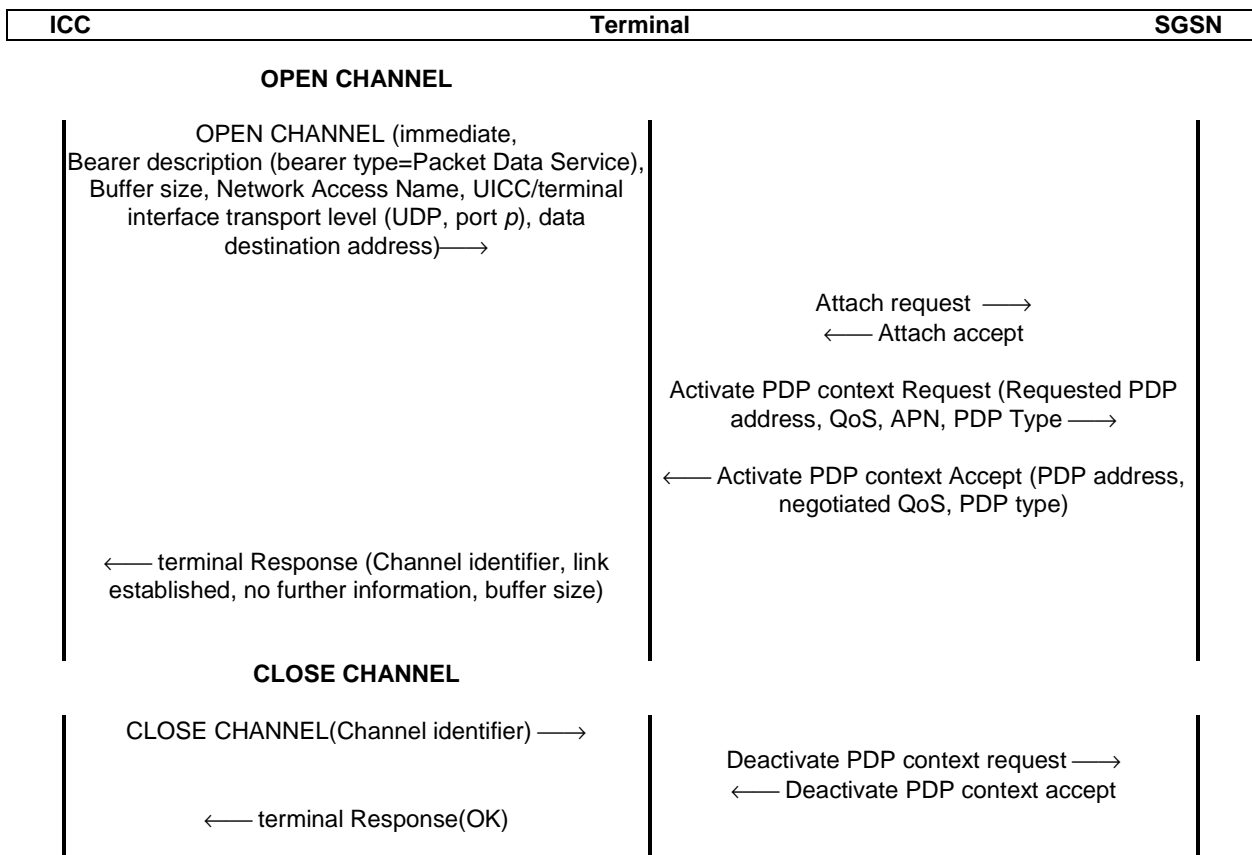 ICC Terminal SGSN
OPEN CHANNEL
OPEN CHANNEL (immediate,
Bearer description (bearer type=Packet Data Service),
Buffer size, Network Access Name, UICC/terminal
interface transport level (UDP, port p), data
destination address)——→
Attach request ——→
←—— Attach accept
Activate PDP context Request (Requested PDP
address, QoS, APN, PDP Type ——→
←—— Activate PDP context Accept (PDP address,
negotiated QoS, PDP type)
←—— terminal Response (Channel identifier, link
established, no further information, buffer size)
CLOSE CHANNEL
CLOSE CHANNEL(Channel identifier) ——→
Deactivate PDP context request ——→
←—— Deactivate PDP context accept
←—— terminal Response(OK)